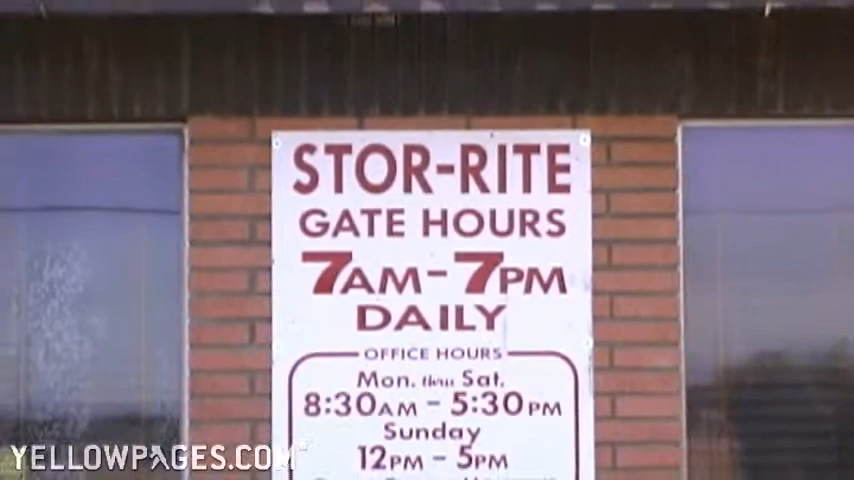 STOR-RITE
GATE HOURS
7AM-7PM
DAILY
OFFICE HOURS
Mon. thru Sat.
8:30AM - 5:30PM
Sunday
12PM - 5PM
YELLOWPAGES.COM